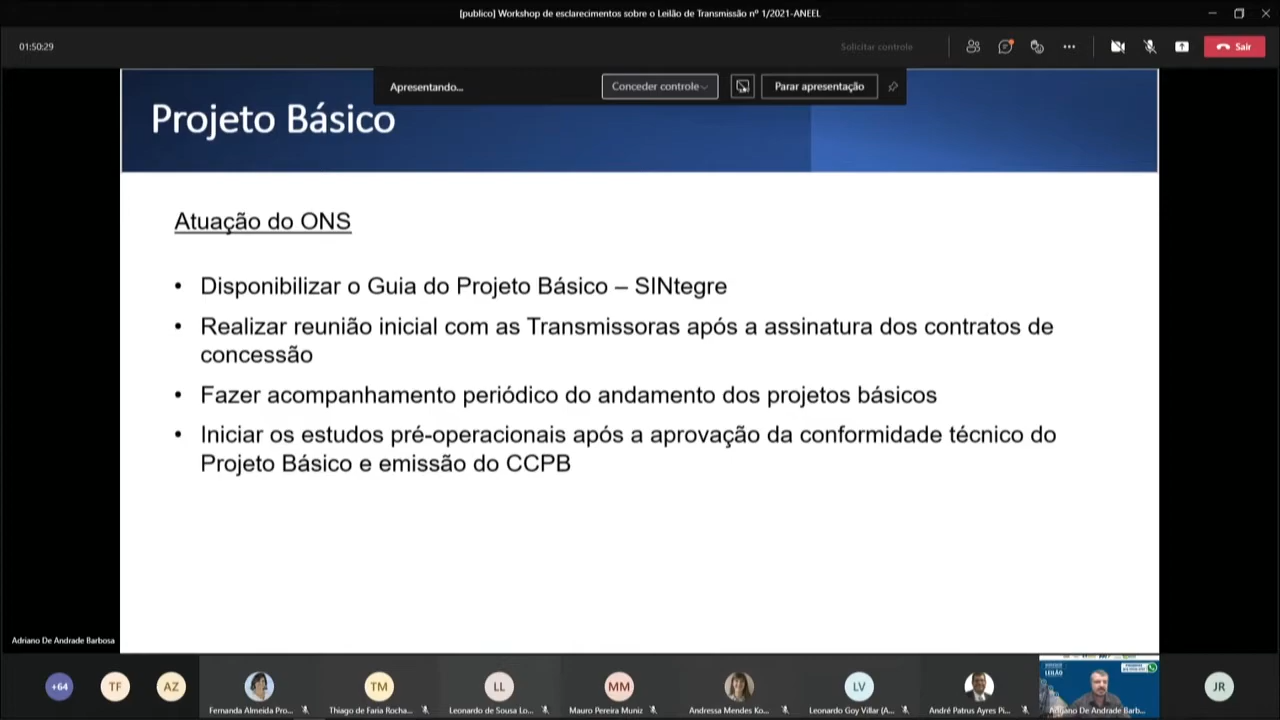 [publico] Workshop de esclarecimentos sobre o Leilão de Transmissão nº 1/2021-ANEEL
01:50:29
Solicitar controle
Sair
Apresentando...
Conceder controle
Parar apresentação
Projeto Básico
Atuação do ONS
• Disponibilizar o Guia do Projeto Básico – SINtegre
• Realizar reunião inicial com as Transmissoras após a assinatura dos contratos de
concessão
• Fazer acompanhamento periódico do andamento dos projetos básicos
• Iniciar os estudos pré-operacionais após a aprovação da conformidade técnico do
Projeto Básico e emissão do CCPB
Adriano De Andrade Barbosa
+64
TF
AZ
Fernanda Almeida Pro...
TM
Thiago de Faria Rocha...
LL
Leonardo de Sousa Lo...
MM
Mauro Pereira Muniz
Andressa Mendes Ko...
LV
Leonardo Goy Villar (A...
André Patrus Ayres Pi...
LEILÃO
Adriano De Andrade Barb...
JR